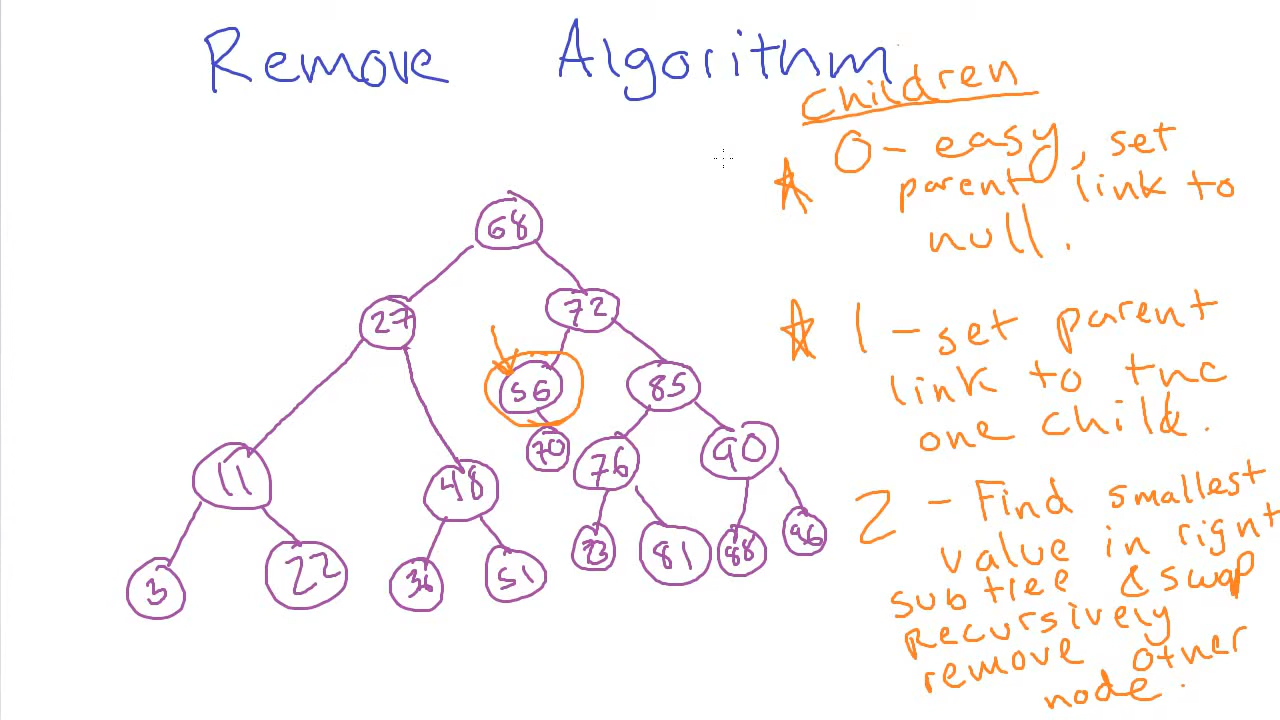 Remove Algorithm
Children
0 - easy, set
parent link to
null.
1 - set parent
link to the
one child.
2 - Find smallest
value in right
subtree & swap
Recursively
remove other
node.
68
27 72
56 85
11 48 70 76 90
3 22 36 51 73 81 88 96